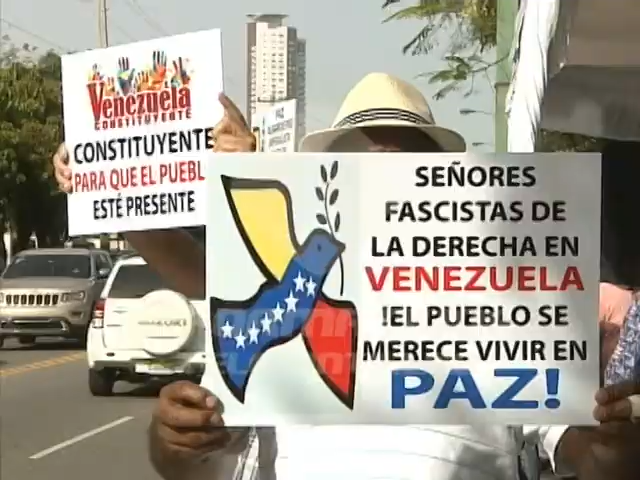 Venezuela
CONSTITUYENTE
CONSTITUYENTE
PARA QUE EL PUEBL
ESTÉ PRESENTE
SEÑORES
FASCISTAS DE
LA DERECHA EN
VENEZUELA
!EL PUEBLO SE
MERECE VIVIR EN
PAZ!
SUZUKI